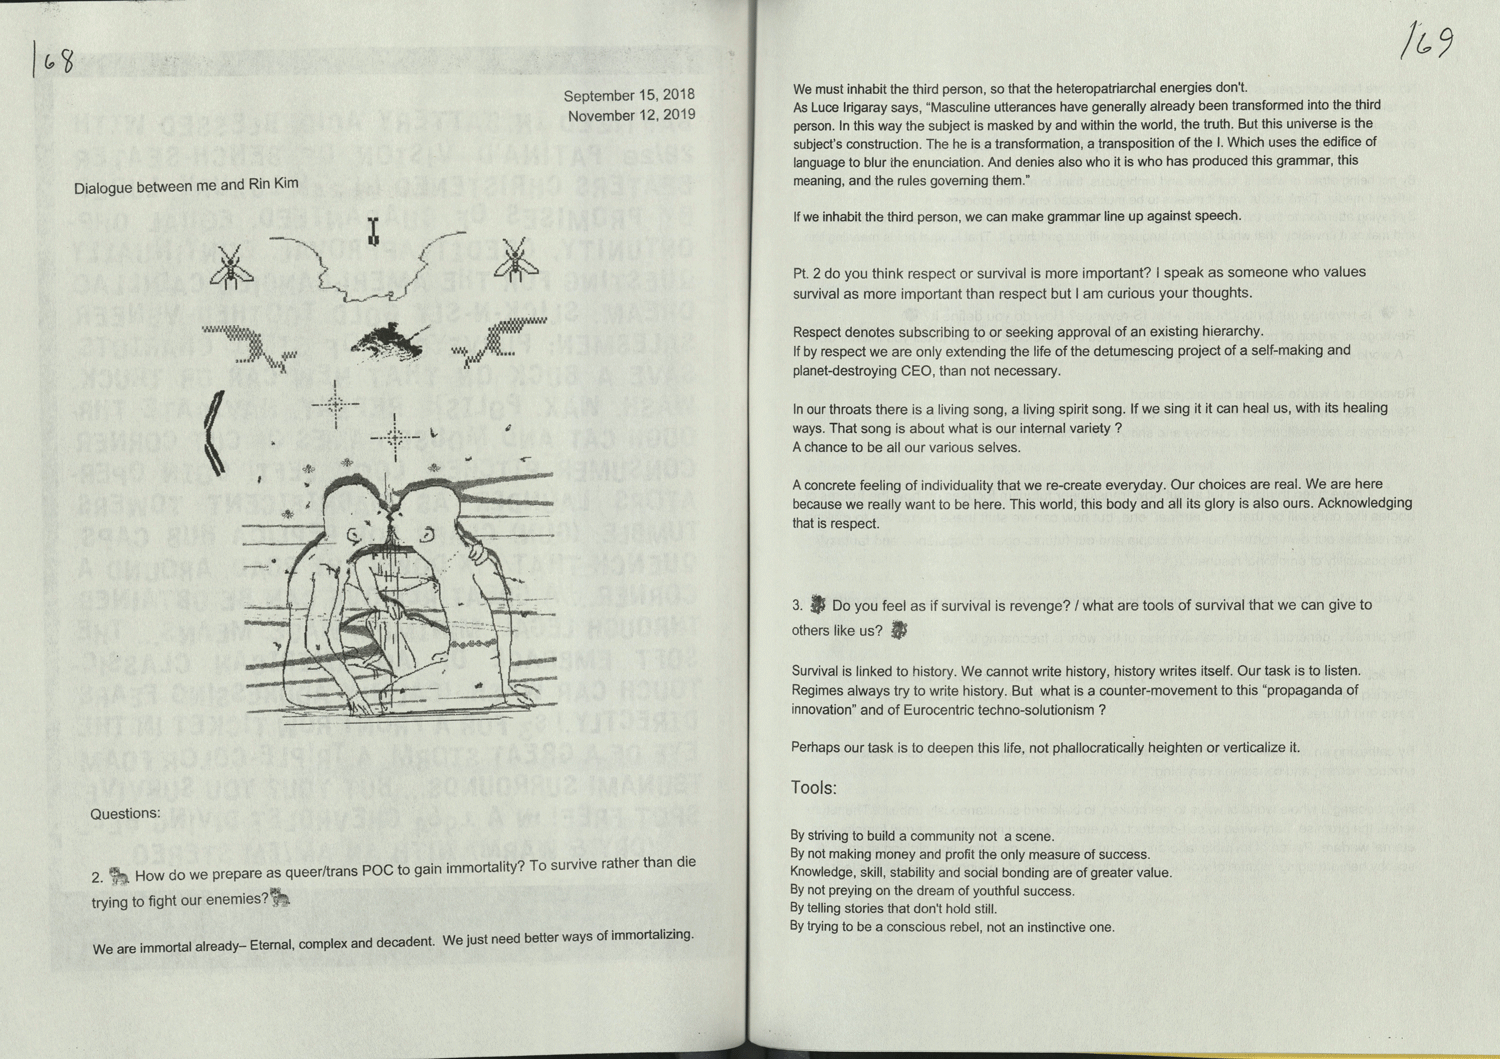 168
September 15, 2018
November 12, 2019
Dialogue between me and Rin Kim
Questions:
2. How do we prepare as queer/trans POC to gain immortality? To survive rather than die
trying to fight our enemies?
We are immortal already– Eternal, complex and decadent. We just need better ways of immortalizing.
169
We must inhabit the third person, so that the heteropatriarchal energies don't.
As Luce Irigaray says, “Masculine utterances have generally already been transformed into the third
person. In this way the subject is masked by and within the world, the truth. But this universe is the
subject's construction. The he is a transformation, a transposition of the I. Which uses the edifice of
language to blur the enunciation. And denies also who it is who has produced this grammar, this
meaning, and the rules governing them.”
If we inhabit the third person, we can make grammar line up against speech.
Pt. 2 do you think respect or survival is more important? I speak as someone who values
survival as more important than respect but I am curious your thoughts.
Respect denotes subscribing to or seeking approval of an existing hierarchy.
If by respect we are only extending the life of the detumescing project of a self-making and
planet-destroying CEO, than not necessary.
In our throats there is a living song, a living spirit song. If we sing it it can heal us, with its healing
ways. That song is about what is our internal variety ?
A chance to be all our various selves.
A concrete feeling of individuality that we re-create everyday. Our choices are real. We are here
because we really want to be here. This world, this body and all its glory is also ours. Acknowledging
that is respect.
3. Do you feel as if survival is revenge? / what are tools of survival that we can give to
others like us?
Survival is linked to history. We cannot write history, history writes itself. Our task is to listen.
Regimes always try to write history. But what is a counter-movement to this “propaganda of
innovation” and of Eurocentric techno-solutionism ?
Perhaps our task is to deepen this life, not phallocratically heighten or verticalize it.
Tools:
By striving to build a community not a scene.
By not making money and profit the only measure of success.
Knowledge, skill, stability and social bonding are of greater value.
By not preying on the dream of youthful success.
By telling stories that don't hold still.
By trying to be a conscious rebel, not an instinctive one.